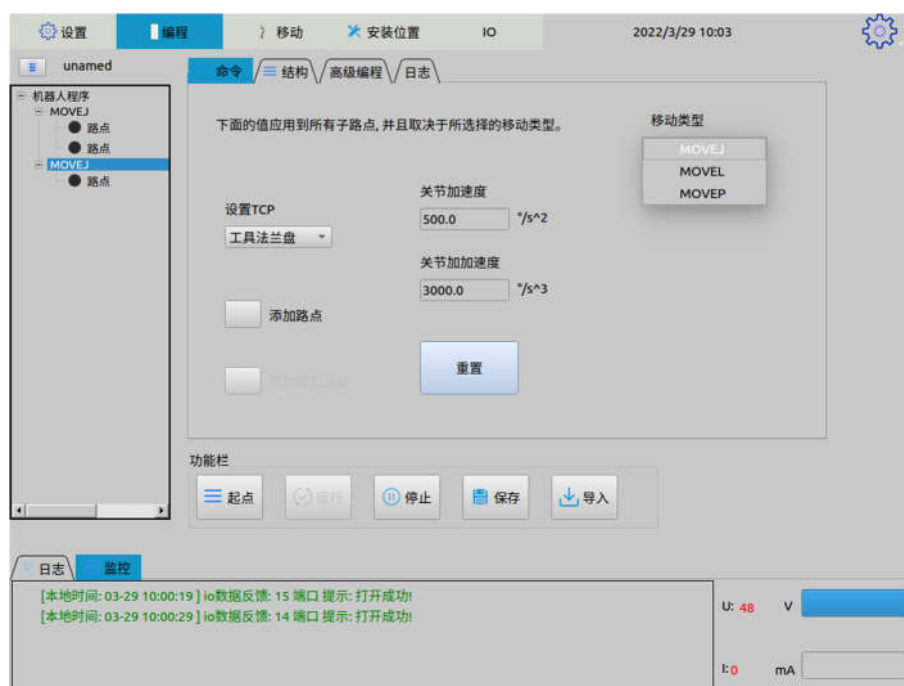 设置 编程 移动 安装位置 IO 2022/3/29 10:03
unamed
命令 结构 高级编程 日志
机器人程序
MOVEJ
路点
路点
MOVEJ
路点
下面的值应用到所有子路点, 并且取决于所选择的移动类型。
移动类型
MOVEJ
MOVEL
MOVEP
设置TCP
工具法兰盘
关节加速度
500.0 °/s^2
关节加加速度
3000.0 °/s^3
添加路点
重置
功能栏
起点 运行 停止 保存 导入
日志 监控
[本地时间: 03-29 10:00:19 ] io数据反馈: 15 端口 提示: 打开成功!
[本地时间: 03-29 10:00:29 ] io数据反馈: 14 端口 提示: 打开成功!
U: 48 V
I: 0 mA